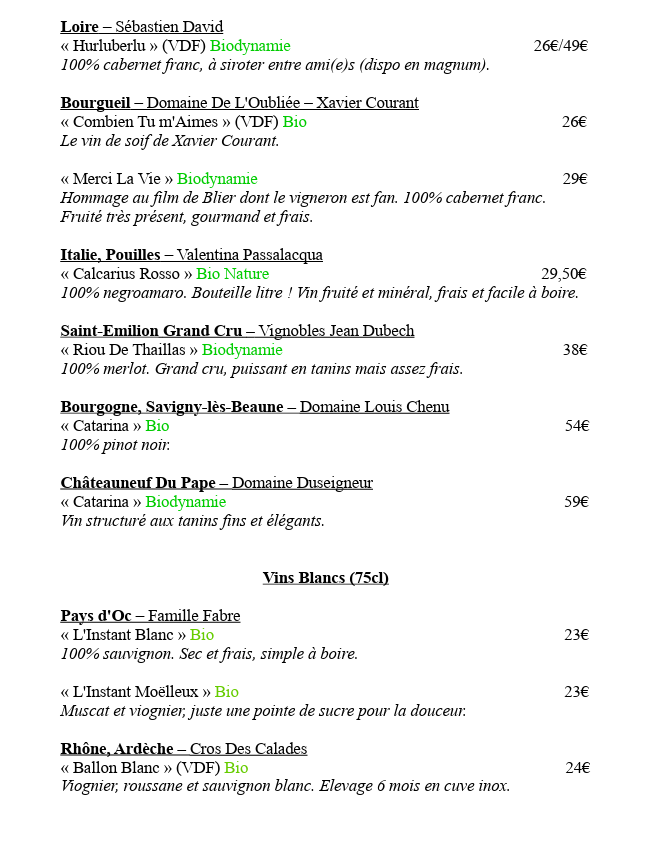 Loire – Sébastien David
« Hurluberlu » (VDF) Biodynamie 26€/49€
100% cabernet franc, à siroter entre ami(e)s (dispo en magnum).
Bourgueil – Domaine De L'Oubliée – Xavier Courant
« Combien Tu m'Aimes » (VDF) Bio 26€
Le vin de soif de Xavier Courant.
« Merci La Vie » Biodynamie 29€
Hommage au film de Blier dont le vigneron est fan. 100% cabernet franc.
Fruité très présent, gourmand et frais.
Italie, Pouilles – Valentina Passalacqua
« Calcarius Rosso » Bio Nature 29,50€
100% negroamaro. Bouteille litre ! Vin fruité et minéral, frais et facile à boire.
Saint-Emilion Grand Cru – Vignobles Jean Dubech
« Riou De Thaillas » Biodynamie 38€
100% merlot. Grand cru, puissant en tanins mais assez frais.
Bourgogne, Savigny-lès-Beaune – Domaine Louis Chenu
« Catarina » Bio 54€
100% pinot noir.
Châteauneuf Du Pape – Domaine Duseigneur
« Catarina » Biodynamie 59€
Vin structuré aux tanins fins et élégants.
Vins Blancs (75cl)
Pays d'Oc – Famille Fabre
« L'Instant Blanc » Bio 23€
100% sauvignon. Sec et frais, simple à boire.
« L'Instant Moëlleux » Bio 23€
Muscat et viognier, juste une pointe de sucre pour la douceur.
Rhône, Ardèche – Cros Des Calades
« Ballon Blanc » (VDF) Bio 24€
Viognier, roussane et sauvignon blanc. Elevage 6 mois en cuve inox.